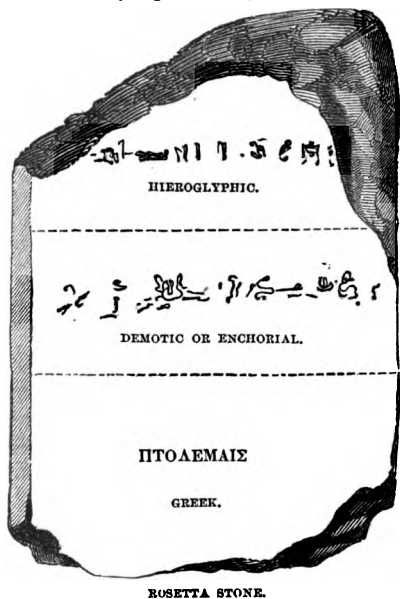 HIEROGLYPHIC.
DEMOTIC OR ENCHORIAL.
ΠΤΟΛΕΜΑΙΣ
GREEK.
ROSETTA STONE.